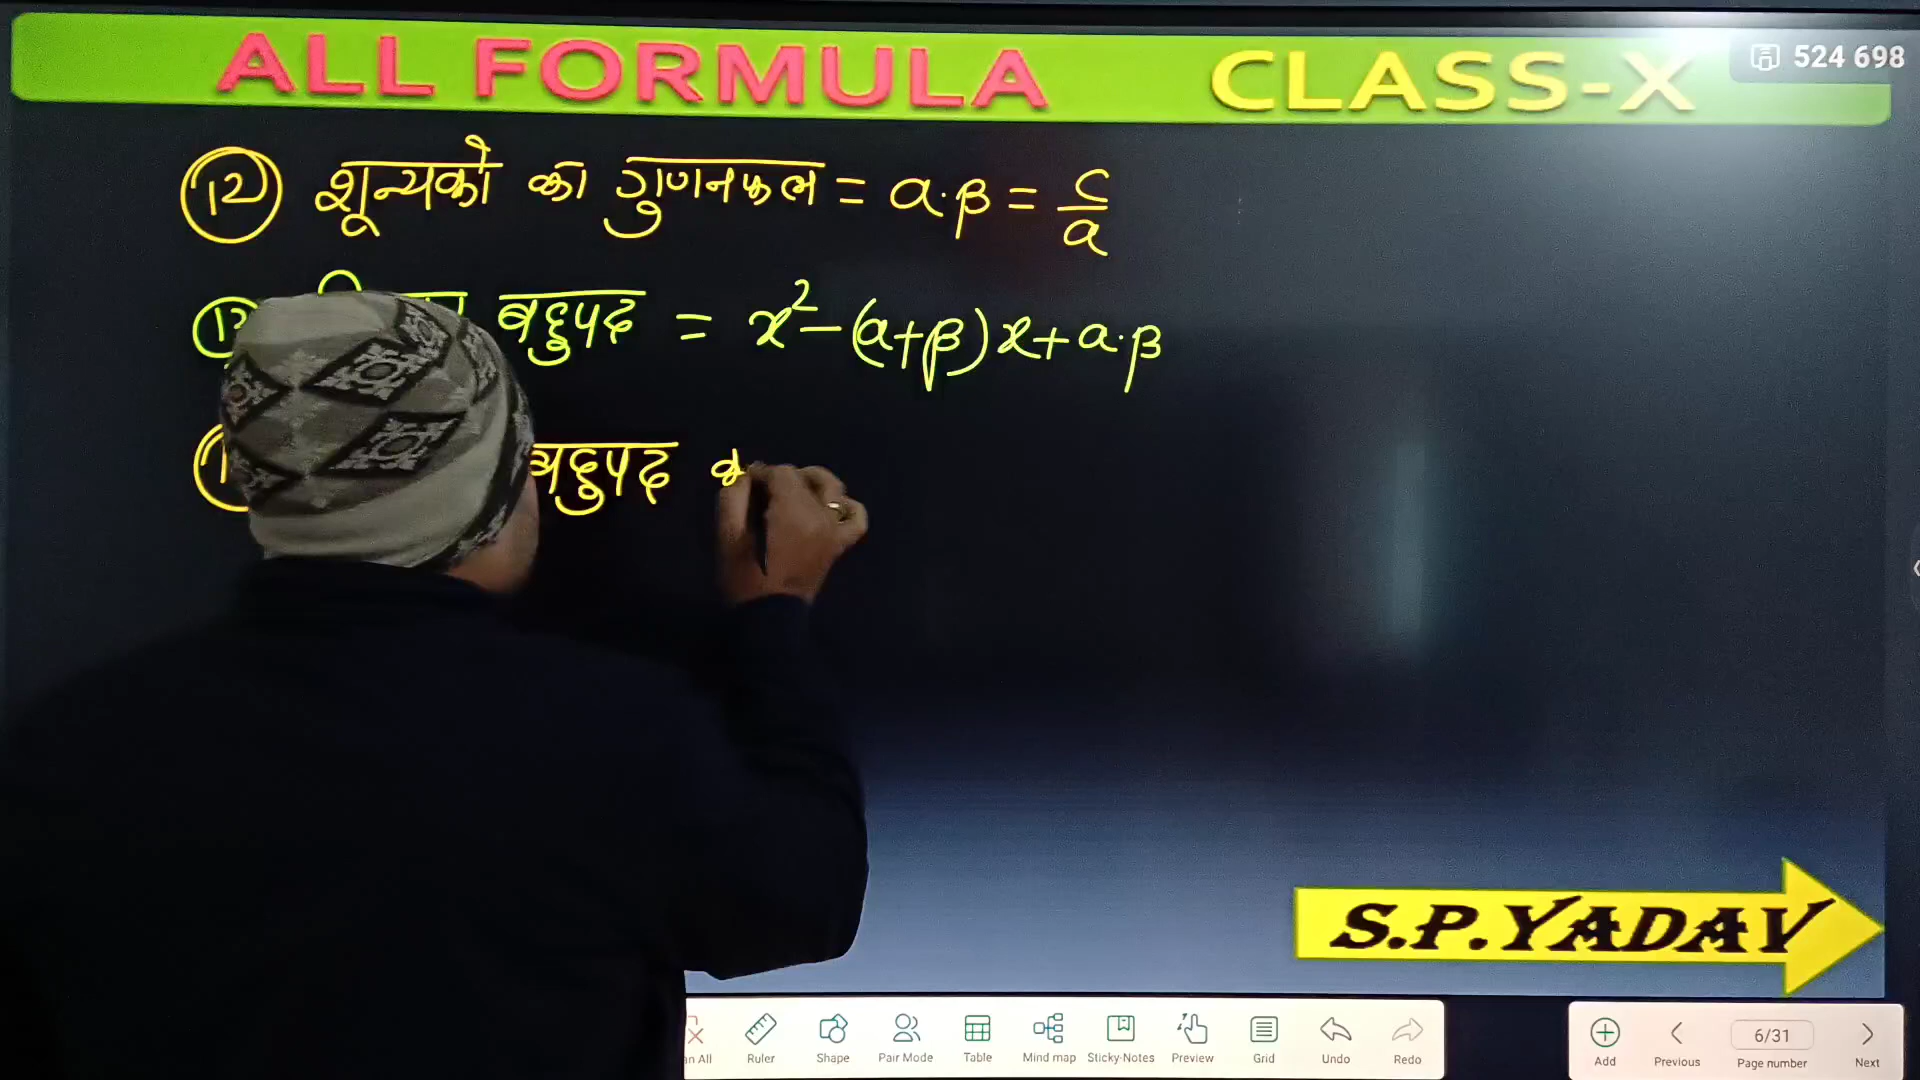 ALL FORMULA CLASS-X
524 698
12 शून्यको का गुणनफल = α·β = c/a
बहुपद = x² - (α+β)x + α·β
बहुपद
S.P.YADAV
Ruler Shape Pair Mode Table Mind map Sticky Notes Preview Grid Undo Redo
Add Previous 6/31 Page number Next